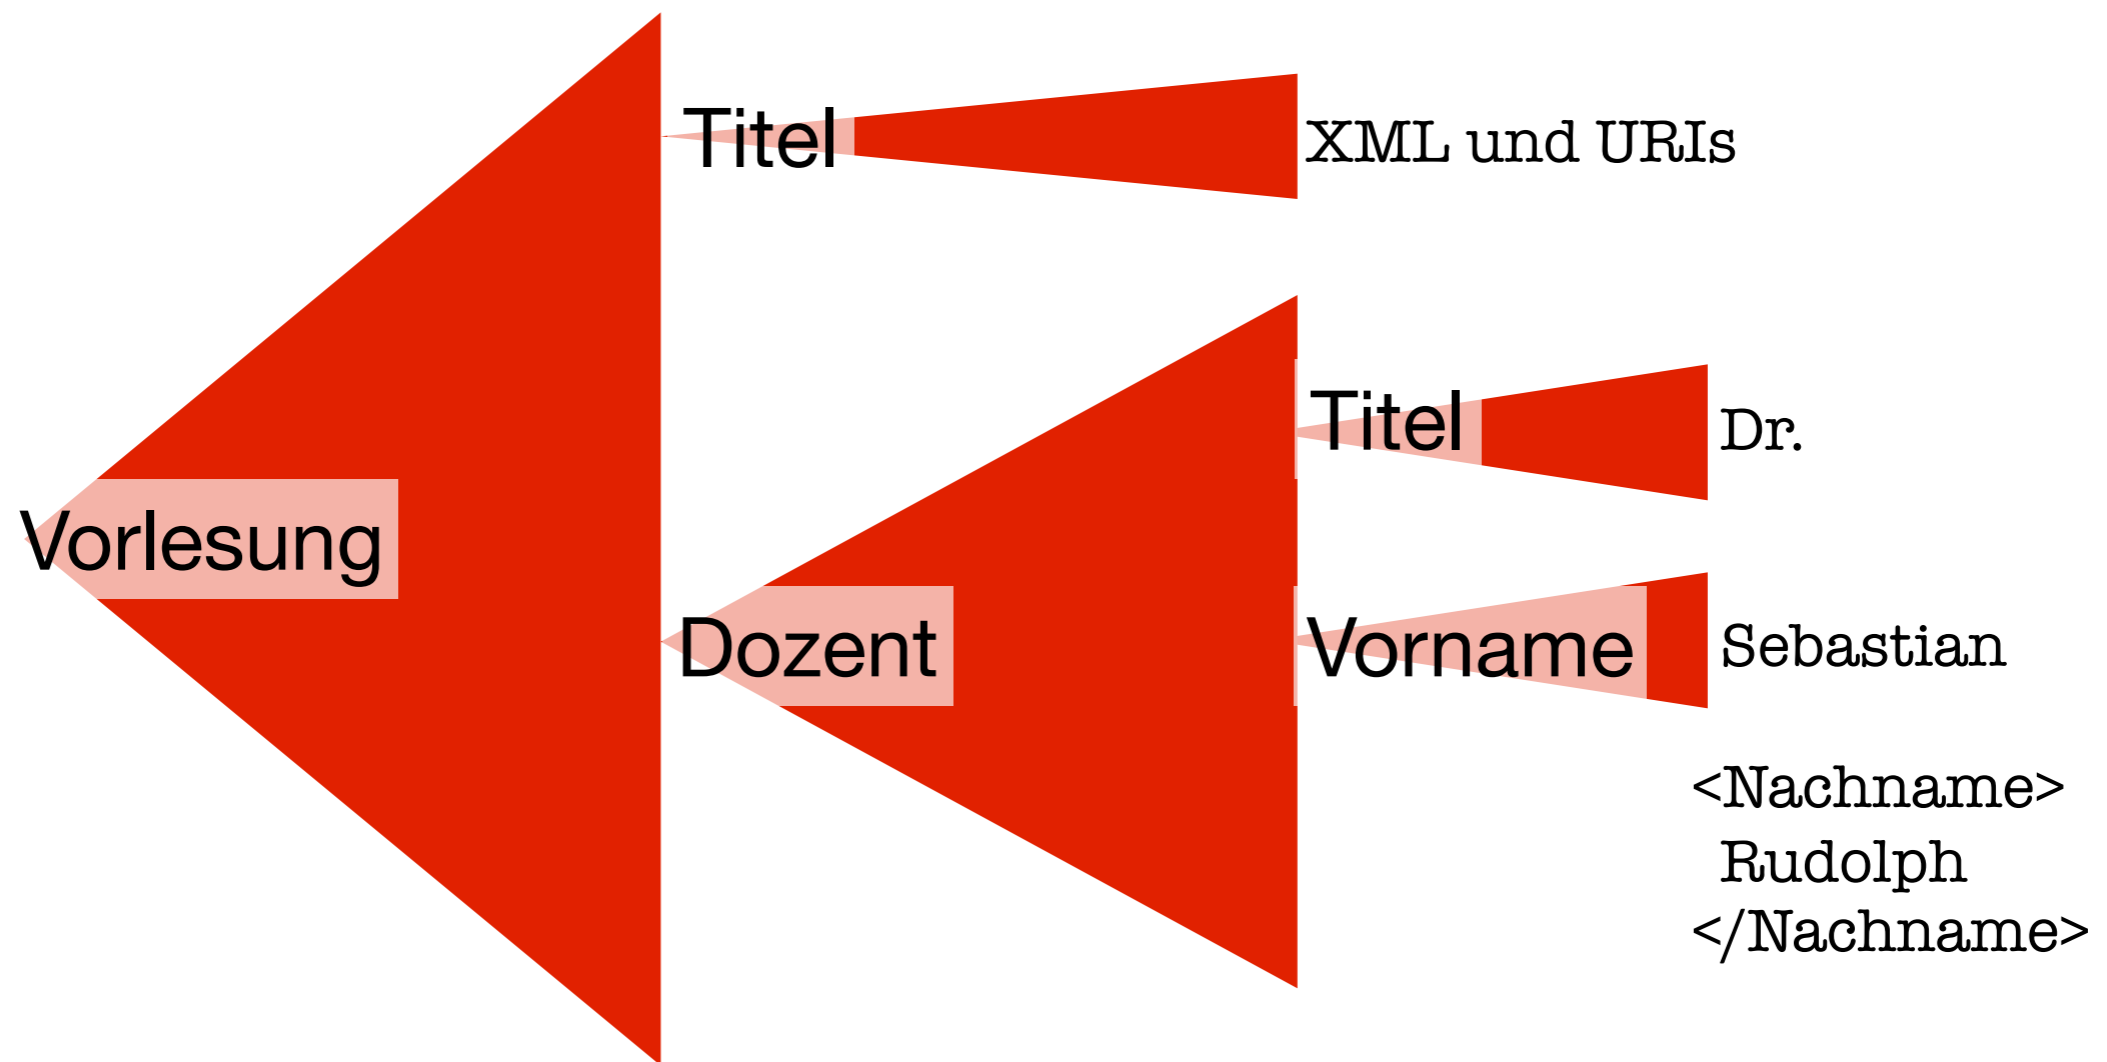 Titel
XML und URIs
Titel
Dr.
Vorlesung
Dozent
Vorname
Sebastian
<Nachname>
Rudolph
</Nachname>